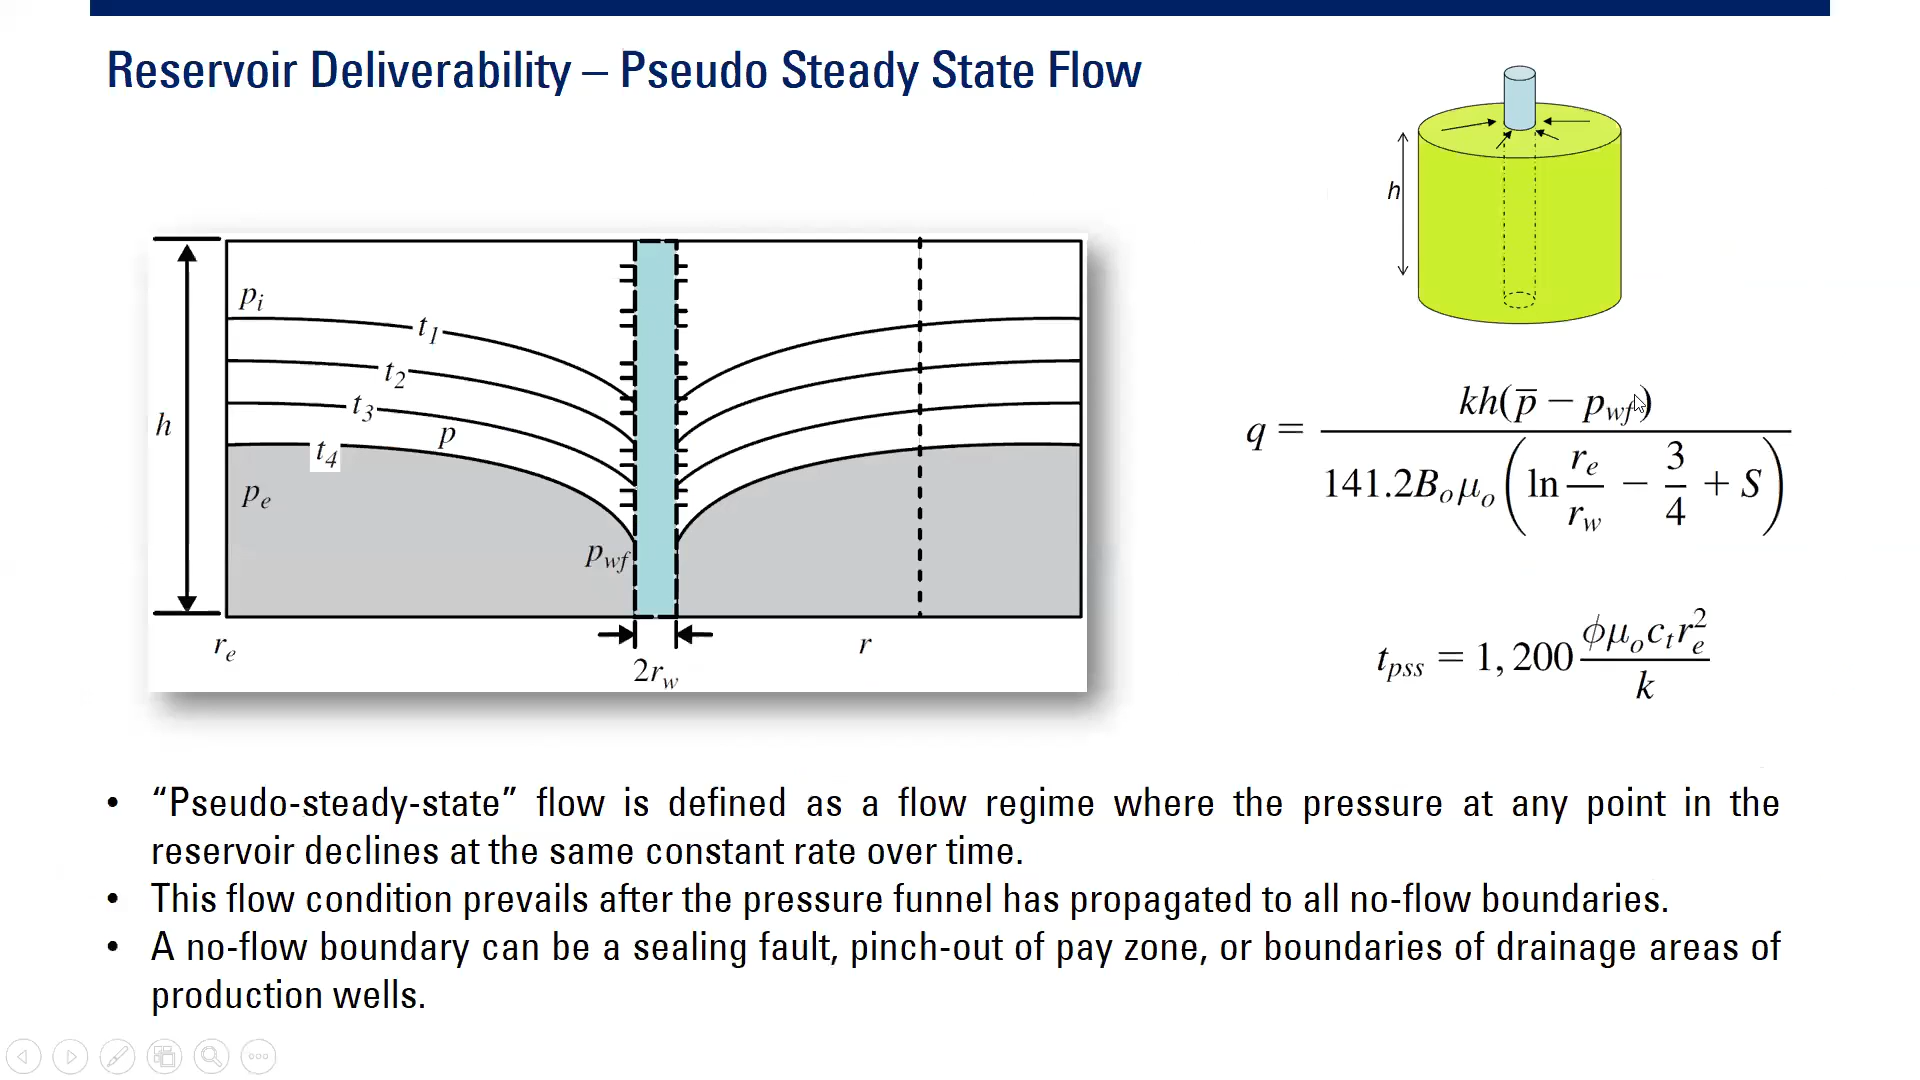 Reservoir Deliverability – Pseudo Steady State Flow
h
p_i
t_1
t_2
t_3
p
t_4
h
p_e
p_wf
r_e
2r_w
r
q = kh(p̅ − p_wf) / 141.2B_oμ_o(ln r_e/r_w − 3/4 + S)
t_pss = 1,200 ϕμ_oc_tr_e^2 / k
• “Pseudo-steady-state” flow is defined as a flow regime where the pressure at any point in the
reservoir declines at the same constant rate over time.
• This flow condition prevails after the pressure funnel has propagated to all no-flow boundaries.
• A no-flow boundary can be a sealing fault, pinch-out of pay zone, or boundaries of drainage areas of
production wells.